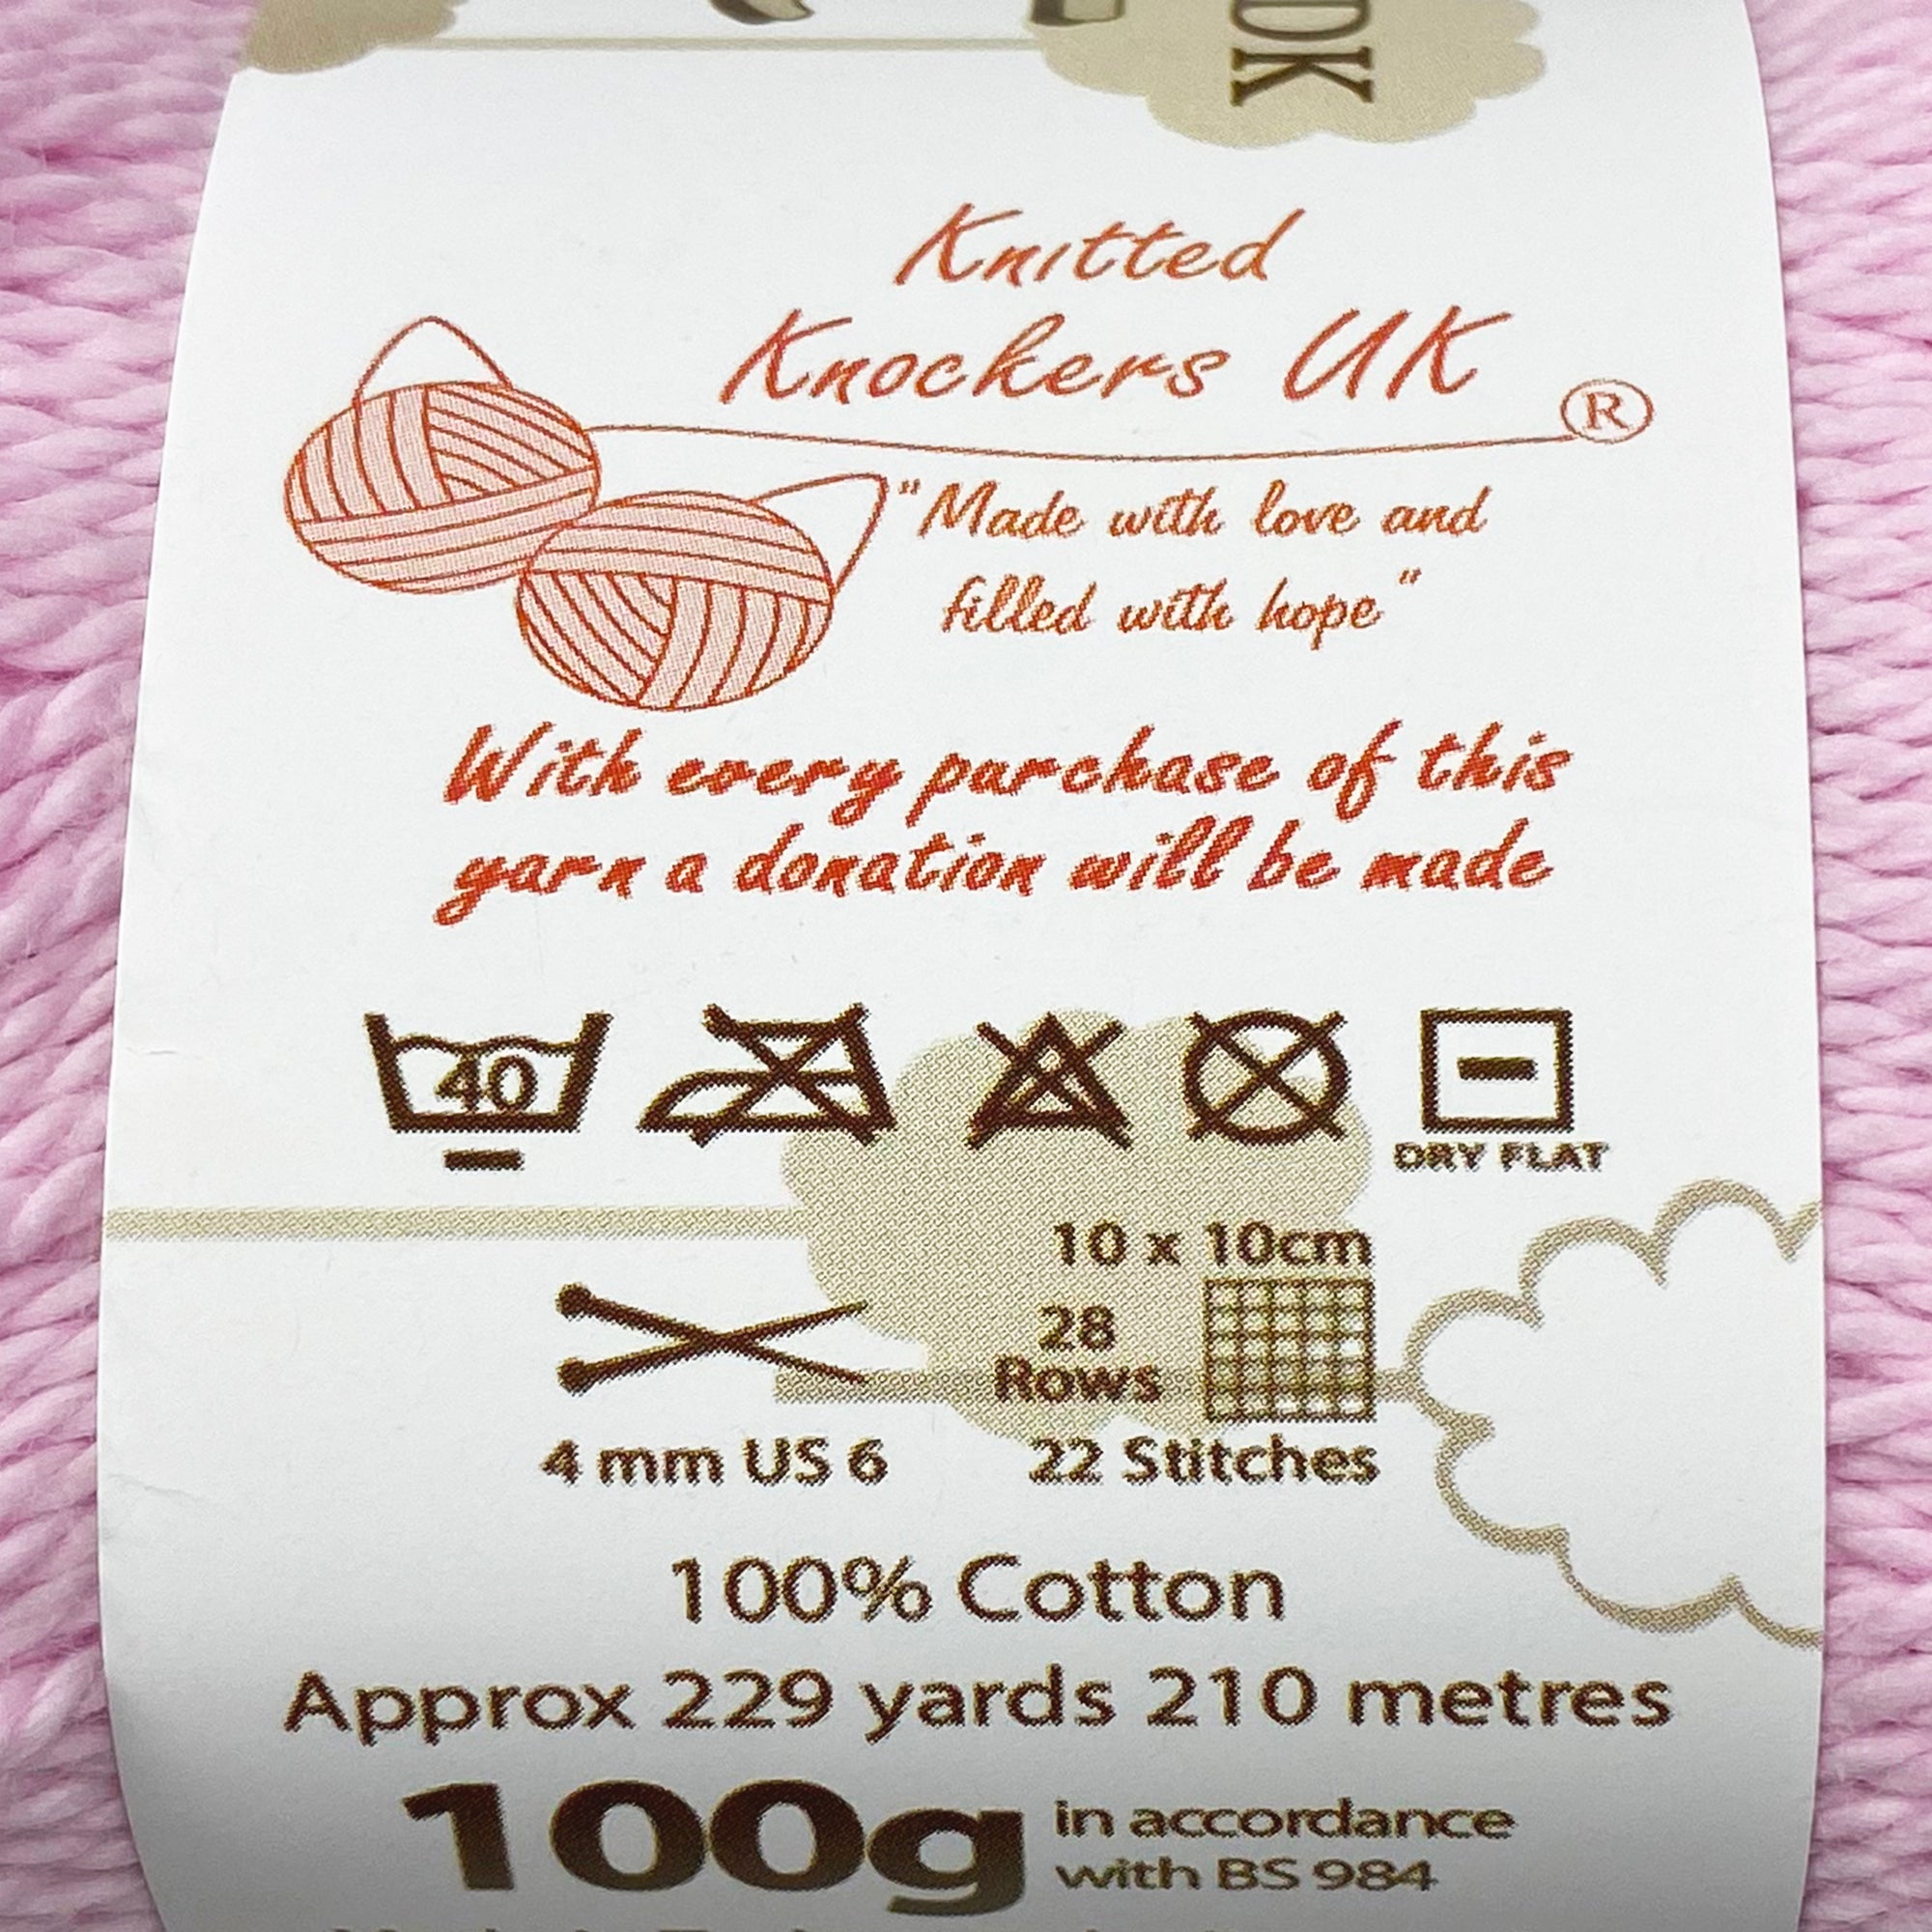 DK
Knitted
Knockers UK
®
"Made with love and
filled with hope"
With every purchase of this
yarn a donation will be made
40
DRY FLAT
10 x 10cm
28
Rows
4 mm US 6
22 Stitches
100% Cotton
Approx 229 yards 210 metres
100g in accordance
with BS 984